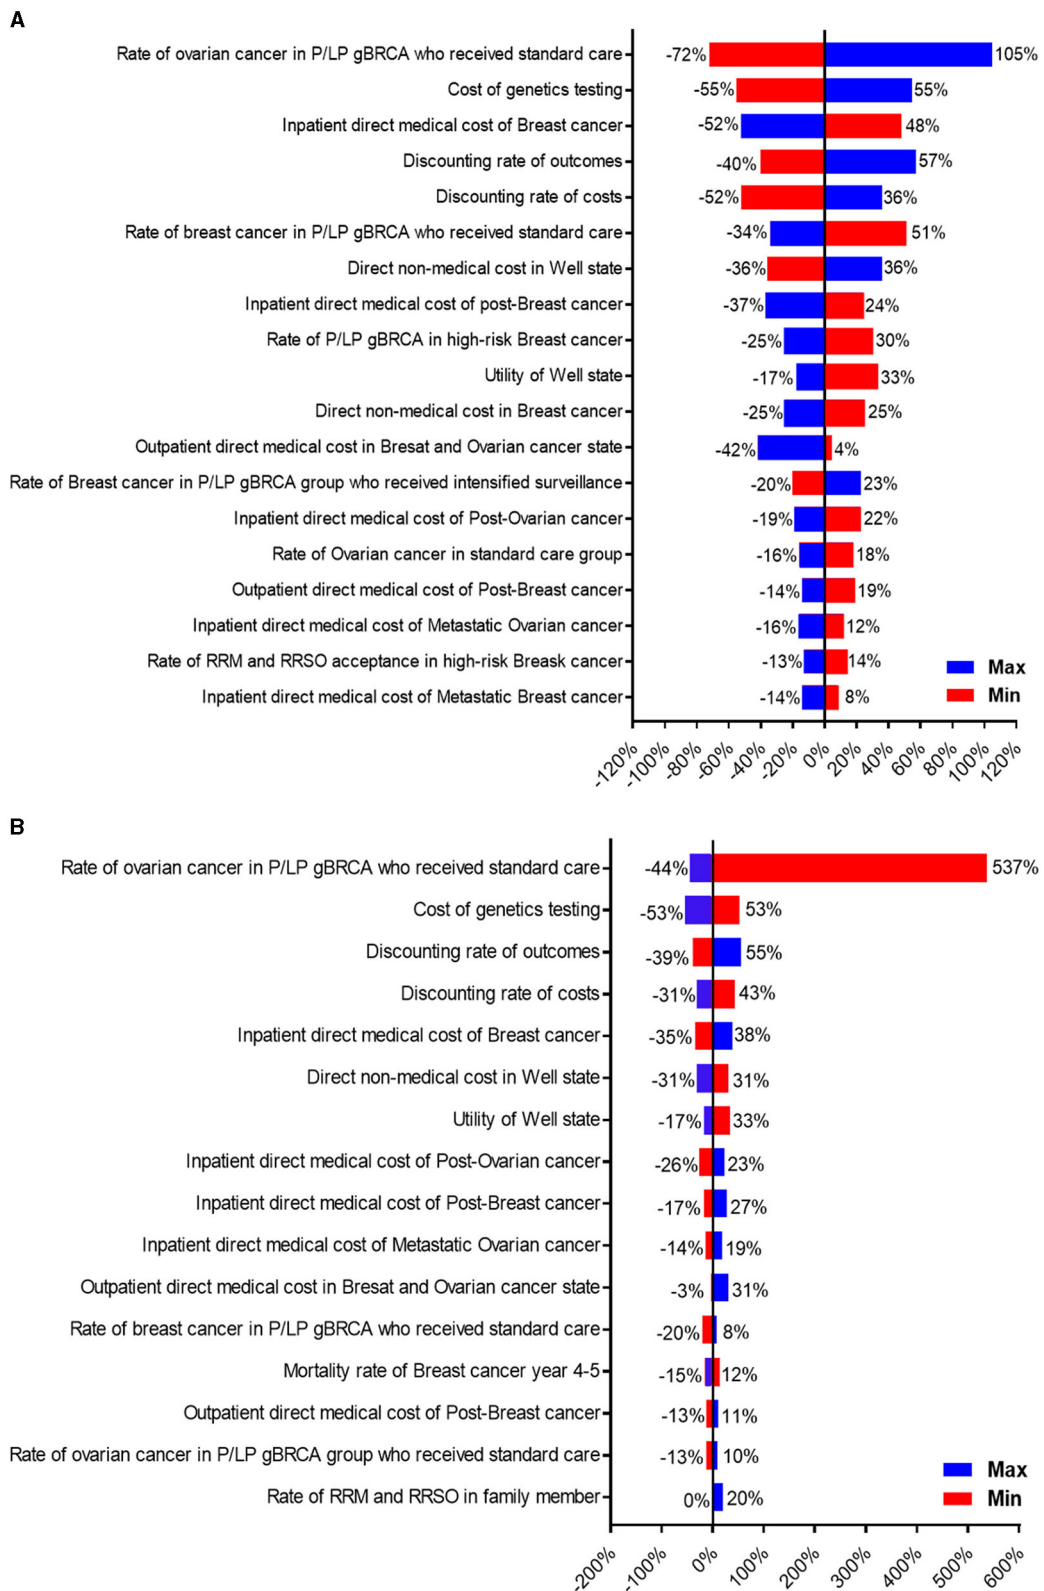 A
Rate of ovarian cancer in P/LP gBRCA who received standard care -72% 105%
Cost of genetics testing -55% 55%
Inpatient direct medical cost of Breast cancer -52% 48%
Discounting rate of outcomes -40% 57%
Discounting rate of costs -52% 36%
Rate of breast cancer in P/LP gBRCA who received standard care -34% 51%
Direct non-medical cost in Well state -36% 36%
Inpatient direct medical cost of post-Breast cancer -37% 24%
Rate of P/LP gBRCA in high-risk Breast cancer -25% 30%
Utility of Well state -17% 33%
Direct non-medical cost in Breast cancer -25% 25%
Outpatient direct medical cost in Bresat and Ovarian cancer state -42% 4%
Rate of Breast cancer in P/LP gBRCA group who received intensified surveillance -20% 23%
Inpatient direct medical cost of Post-Ovarian cancer -19% 22%
Rate of Ovarian cancer in standard care group -16% 18%
Outpatient direct medical cost of Post-Breast cancer -14% 19%
Inpatient direct medical cost of Metastatic Ovarian cancer -16% 12%
Rate of RRM and RRSO acceptance in high-risk Breask cancer -13% 14%
Max
Inpatient direct medical cost of Metastatic Breast cancer -14% 8%
Min
-120% -100% -80% -60% -40% -20% 0% 20% 40% 60% 80% 100% 120%
B
Rate of ovarian cancer in P/LP gBRCA who received standard care -44% 537%
Cost of genetics testing -53% 53%
Discounting rate of outcomes -39% 55%
Discounting rate of costs -31% 43%
Inpatient direct medical cost of Breast cancer -35% 38%
Direct non-medical cost in Well state -31% 31%
Utility of Well state -17% 33%
Inpatient direct medical cost of Post-Ovarian cancer -26% 23%
Inpatient direct medical cost of Post-Breast cancer -17% 27%
Inpatient direct medical cost of Metastatic Ovarian cancer -14% 19%
Outpatient direct medical cost in Bresat and Ovarian cancer state -3% 31%
Rate of breast cancer in P/LP gBRCA who received standard care -20% 8%
Mortality rate of Breast cancer year 4-5 -15% 12%
Outpatient direct medical cost of Post-Breast cancer -13% 11%
Rate of ovarian cancer in P/LP gBRCA group who received standard care -13% 10%
Max
Rate of RRM and RRSO in family member 0% 20%
Min
-200% -100% 0% 100% 200% 300% 400% 500% 600%